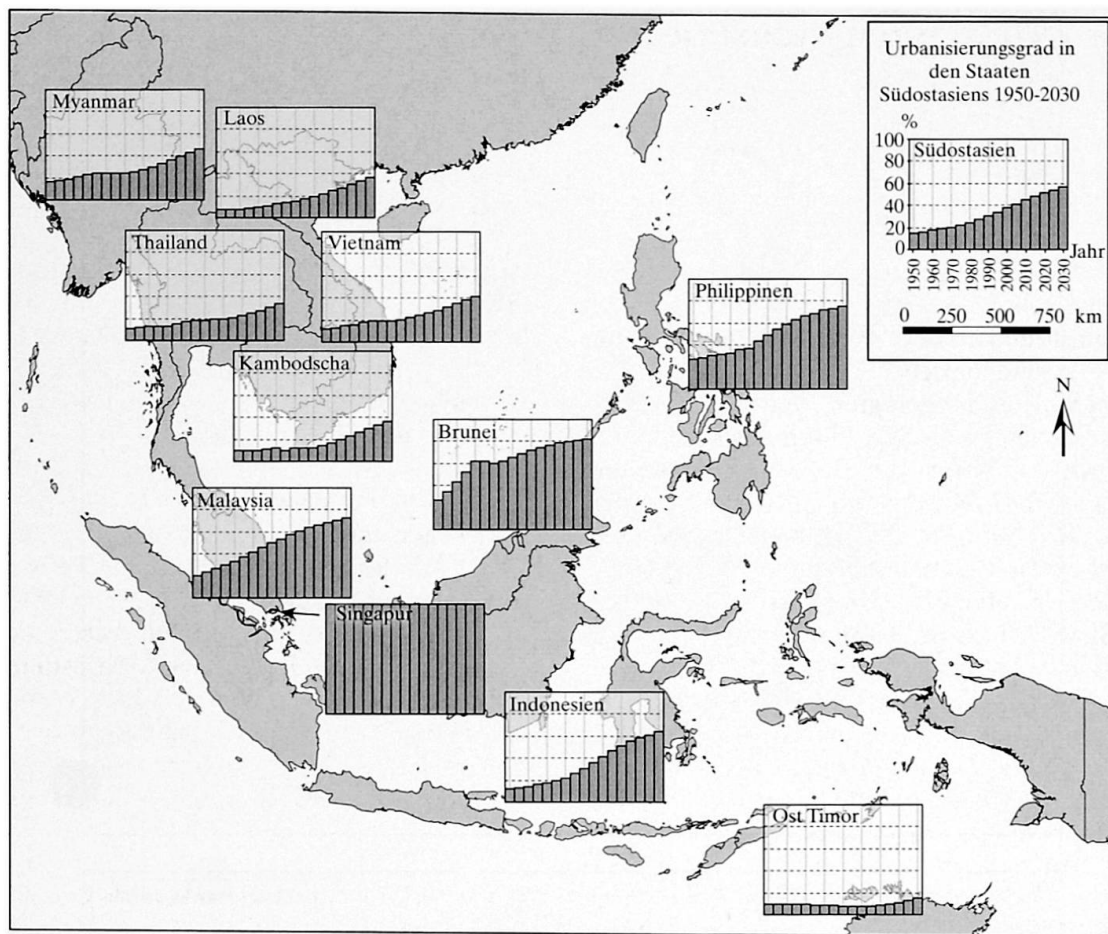 Urbanisierungsgrad in
den Staaten
Südostasiens 1950-2030
%
100
80
60
40
20
0
Südostasien
Jahr
1950
1960
1970
1980
1990
2000
2010
2020
2030
0 250 500 750 km
N
Myanmar
Laos
Thailand
Vietnam
Philippinen
Kambodscha
Brunei
Malaysia
Singapur
Indonesien
Ost Timor